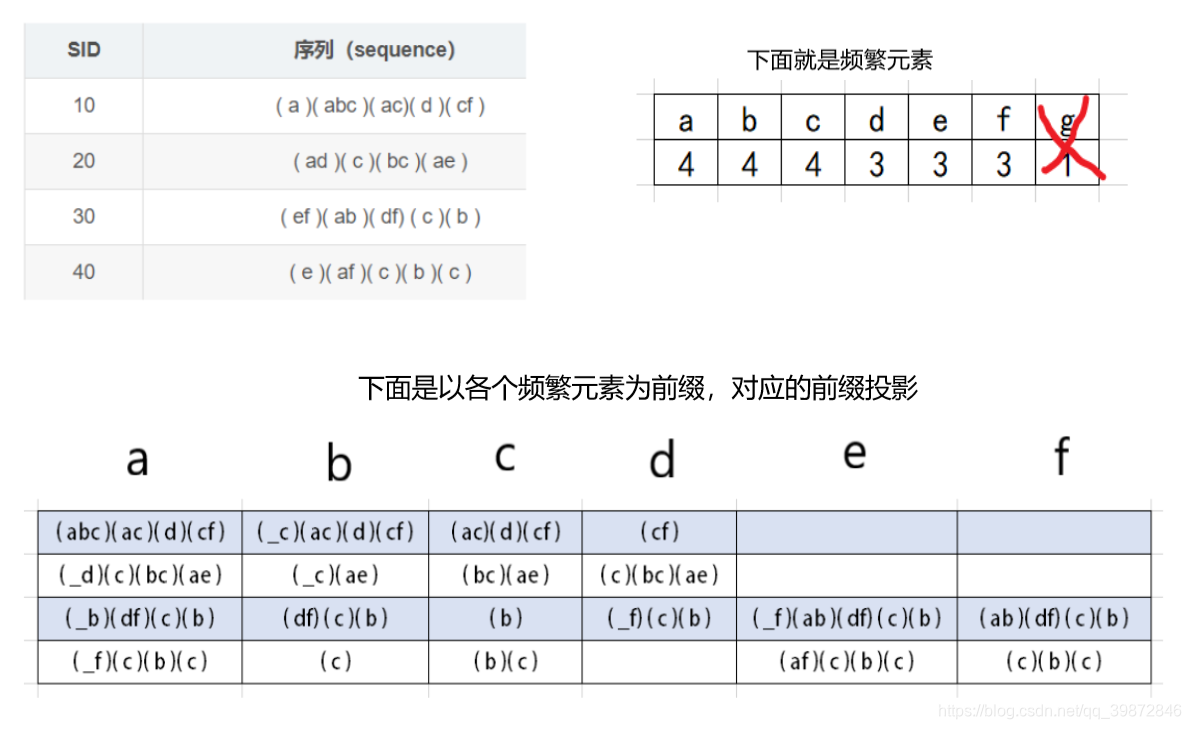 SID 序列（sequence）
10 ( a )( abc )( ac)( d )( cf )
20 ( ad )( c )( bc )( ae )
30 ( ef )( ab )( df) ( c )( b )
40 ( e )( af )( c )( b )( c )
下面就是频繁元素
a b c d e f g
4 4 4 3 3 3 1
下面是以各个频繁元素为前缀，对应的前缀投影
a b c d e f
(abc)(ac)(d)(cf) (_c)(ac)(d)(cf) (ac)(d)(cf) (cf)
(_d)(c)(bc)(ae) (_c)(ae) (bc)(ae) (c)(bc)(ae)
(_b)(df)(c)(b) (df)(c)(b) (b) (_f)(c)(b) (_f)(ab)(df)(c)(b) (ab)(df)(c)(b)
(_f)(c)(b)(c) (c) (b)(c) (af)(c)(b)(c) (c)(b)(c)
https://blog.csdn.net/qq_39872846